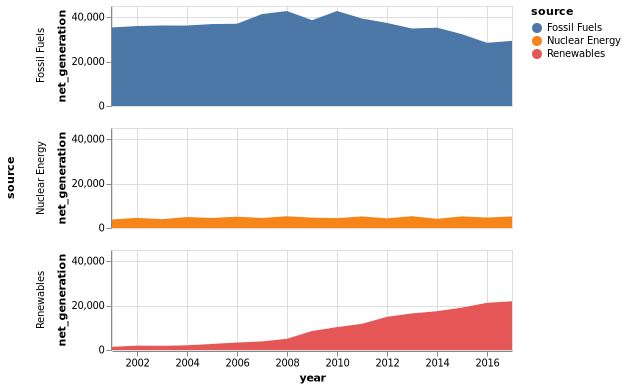 source
Fossil Fuels
Nuclear Energy
Renewables
source
Fossil Fuels
net_generation
40,000
20,000
0
Nuclear Energy
net_generation
40,000
20,000
0
Renewables
net_generation
40,000
20,000
0
2002 2004 2006 2008 2010 2012 2014 2016
year